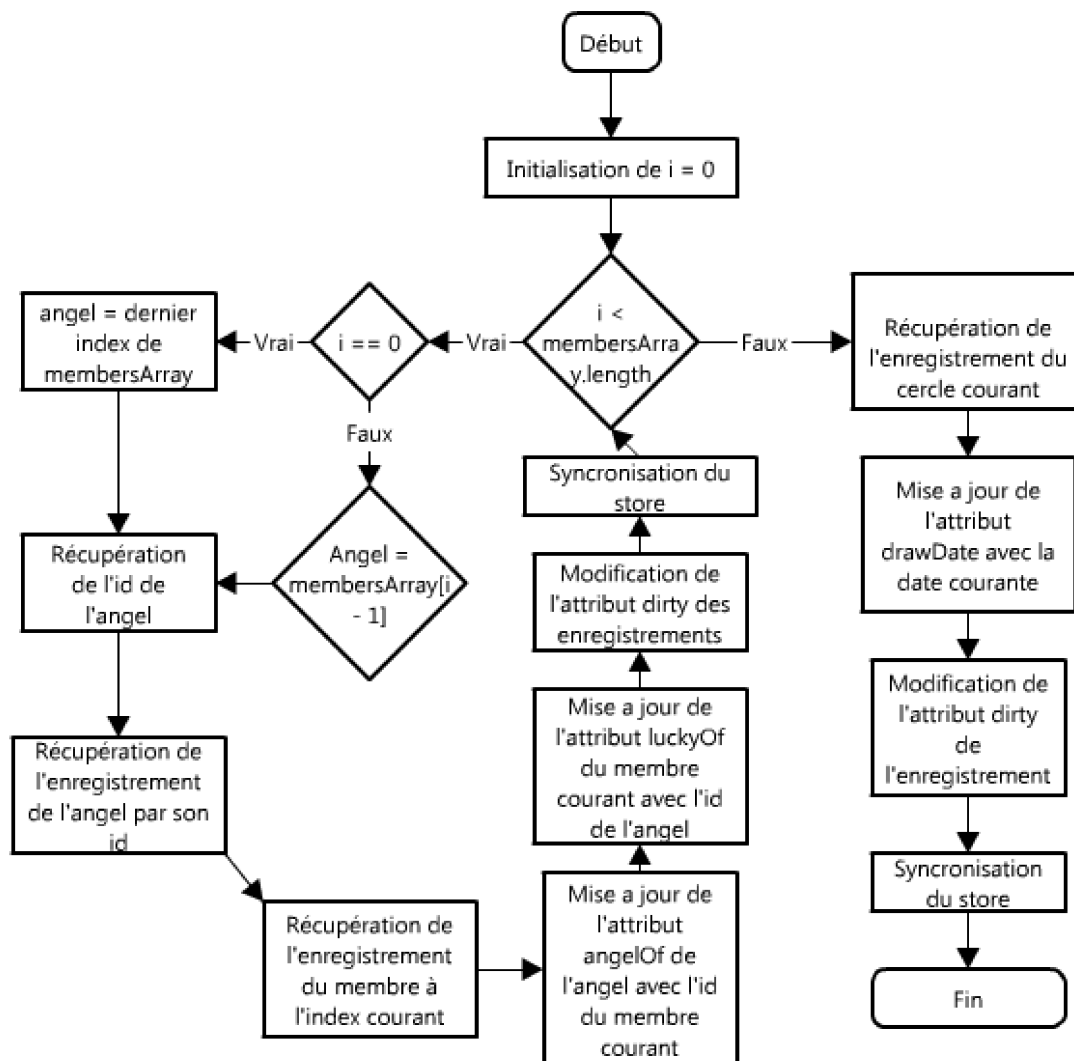 Début
Initialisation de i = 0
i <
membersArra
y.length
Vrai
Faux
i == 0
Vrai
Faux
angel = dernier
index de
membersArray
Angel =
membersArray[i
- 1]
Récupération
de l'id de
l'angel
Récupération de
l'enregistrement
de l'angel par son
id
Récupération de
l'enregistrement
du membre à
l'index courant
Mise a jour de
l'attribut
angelOf de
l'angel avec l'id
du membre
courant
Mise a jour de
l'attribut luckyOf
du membre
courant avec l'id
de l'angel
Modification de
l'attribut dirty des
enregistrements
Syncronisation du
store
Récupération de
l'enregistrement du
cercle courant
Mise a jour de
l'attribut
drawDate avec la
date courante
Modification de
l'attribut dirty
de
l'enregistrement
Syncronisation
du store
Fin